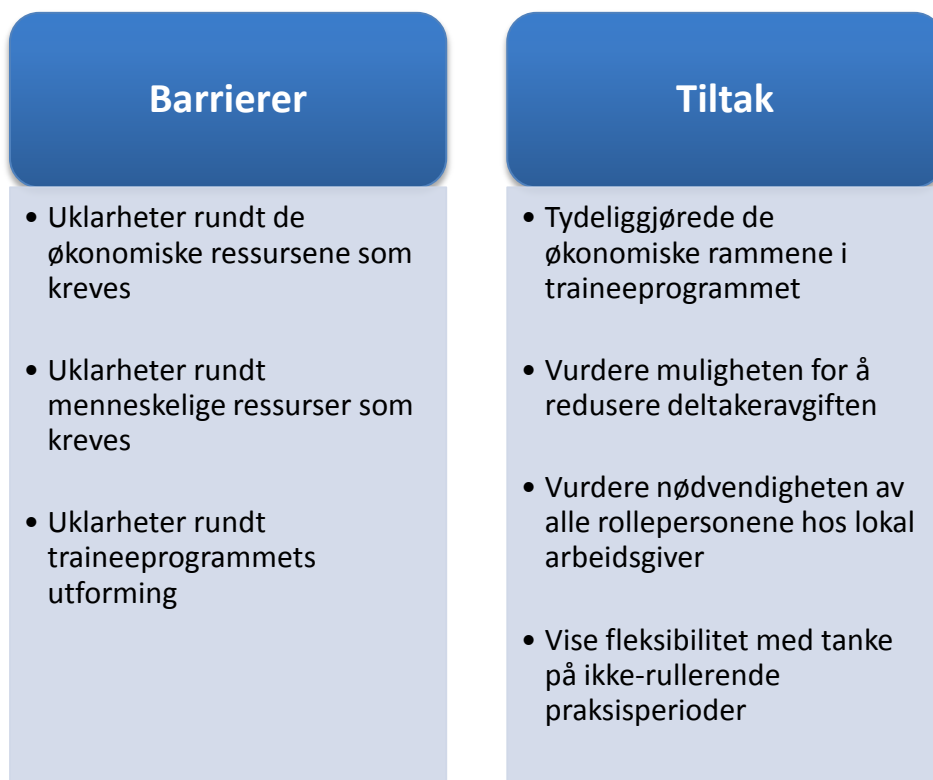 Barrierer
• Uklarheter rundt de
økonomiske ressursene som
kreves
• Uklarheter rundt
menneskelige ressurser som
kreves
• Uklarheter rundt
traineeprogrammets
utforming
Tiltak
• Tydeliggjørede de
økonomiske rammene i
traineeprogrammet
• Vurdere muligheten for å
redusere deltakeravgiften
• Vurdere nødvendigheten av
alle rollepersonene hos lokal
arbeidsgiver
• Vise fleksibilitet med tanke
på ikke-rullerende
praksisperioder